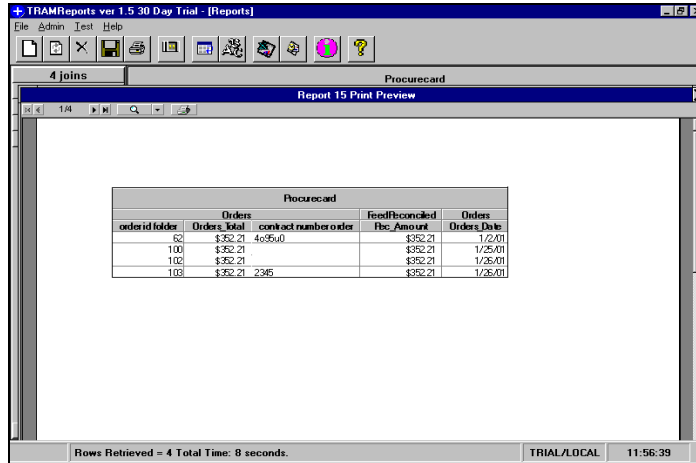 TRAMReports ver 1.5 30 Day Trial - [Reports]
File Admin Test Help
4 joins Procurecard
Report 15 Print Preview
1/4
Procurecard
Orders FeedReconciled Orders
order id folder Orders_Total contract number order Rec_Amount Orders_Date
62 $352.21 4o95u0 $352.21 1/2/01
100 $352.21 $352.21 1/25/01
102 $352.21 $352.21 1/26/01
103 $352.21 2345 $352.21 1/26/01
Rows Retrieved = 4 Total Time: 8 seconds. TRIAL/LOCAL 11:56:39